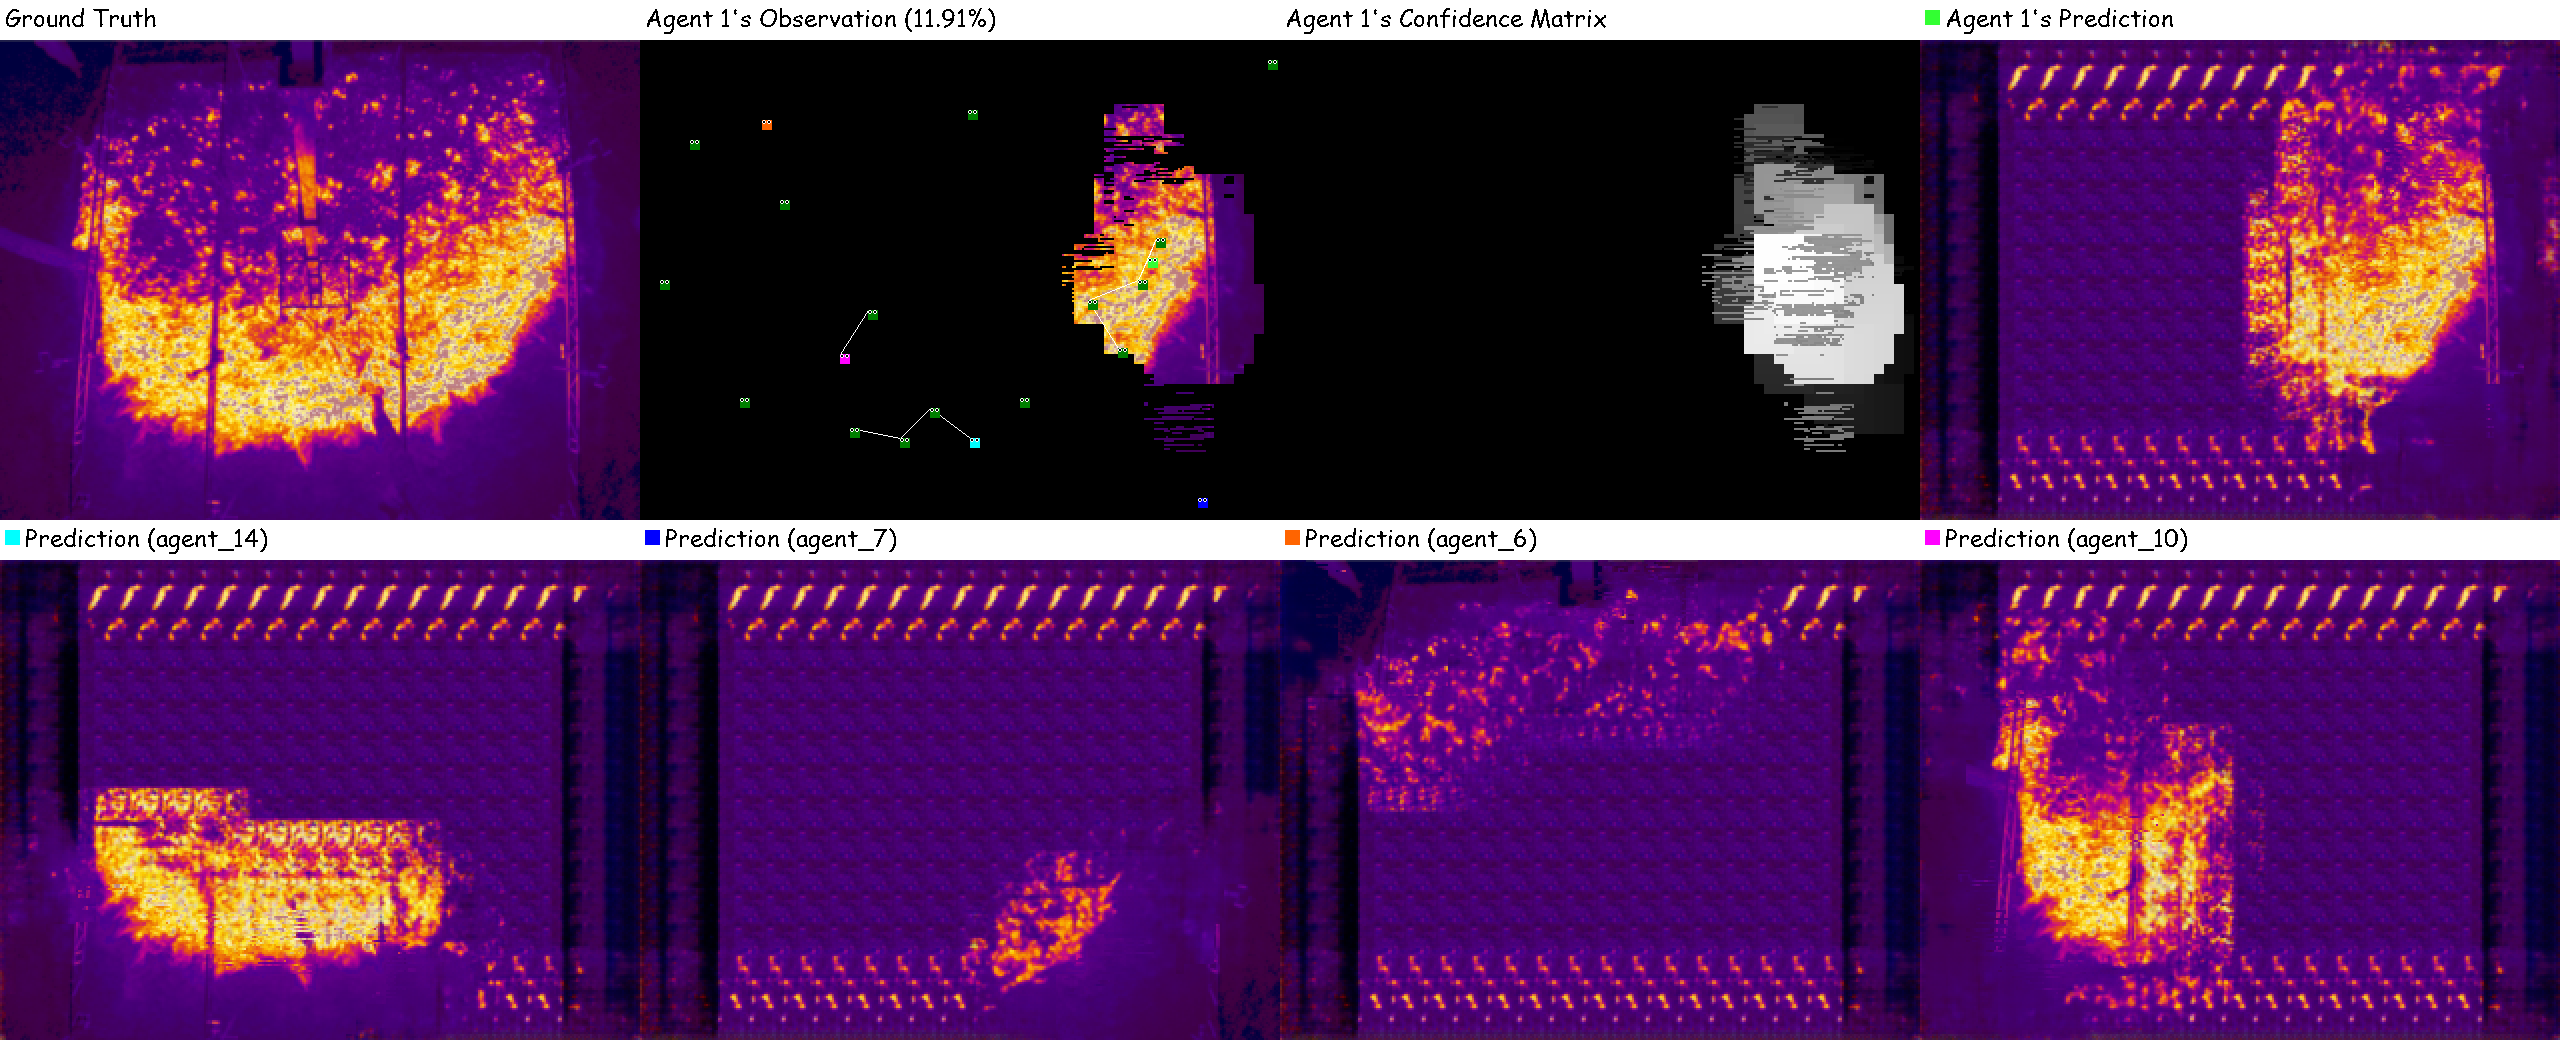 Ground Truth
Agent 1's Observation (11.91%)
Agent 1's Confidence Matrix
Agent 1's Prediction
Prediction (agent_14)
Prediction (agent_7)
Prediction (agent_6)
Prediction (agent_10)